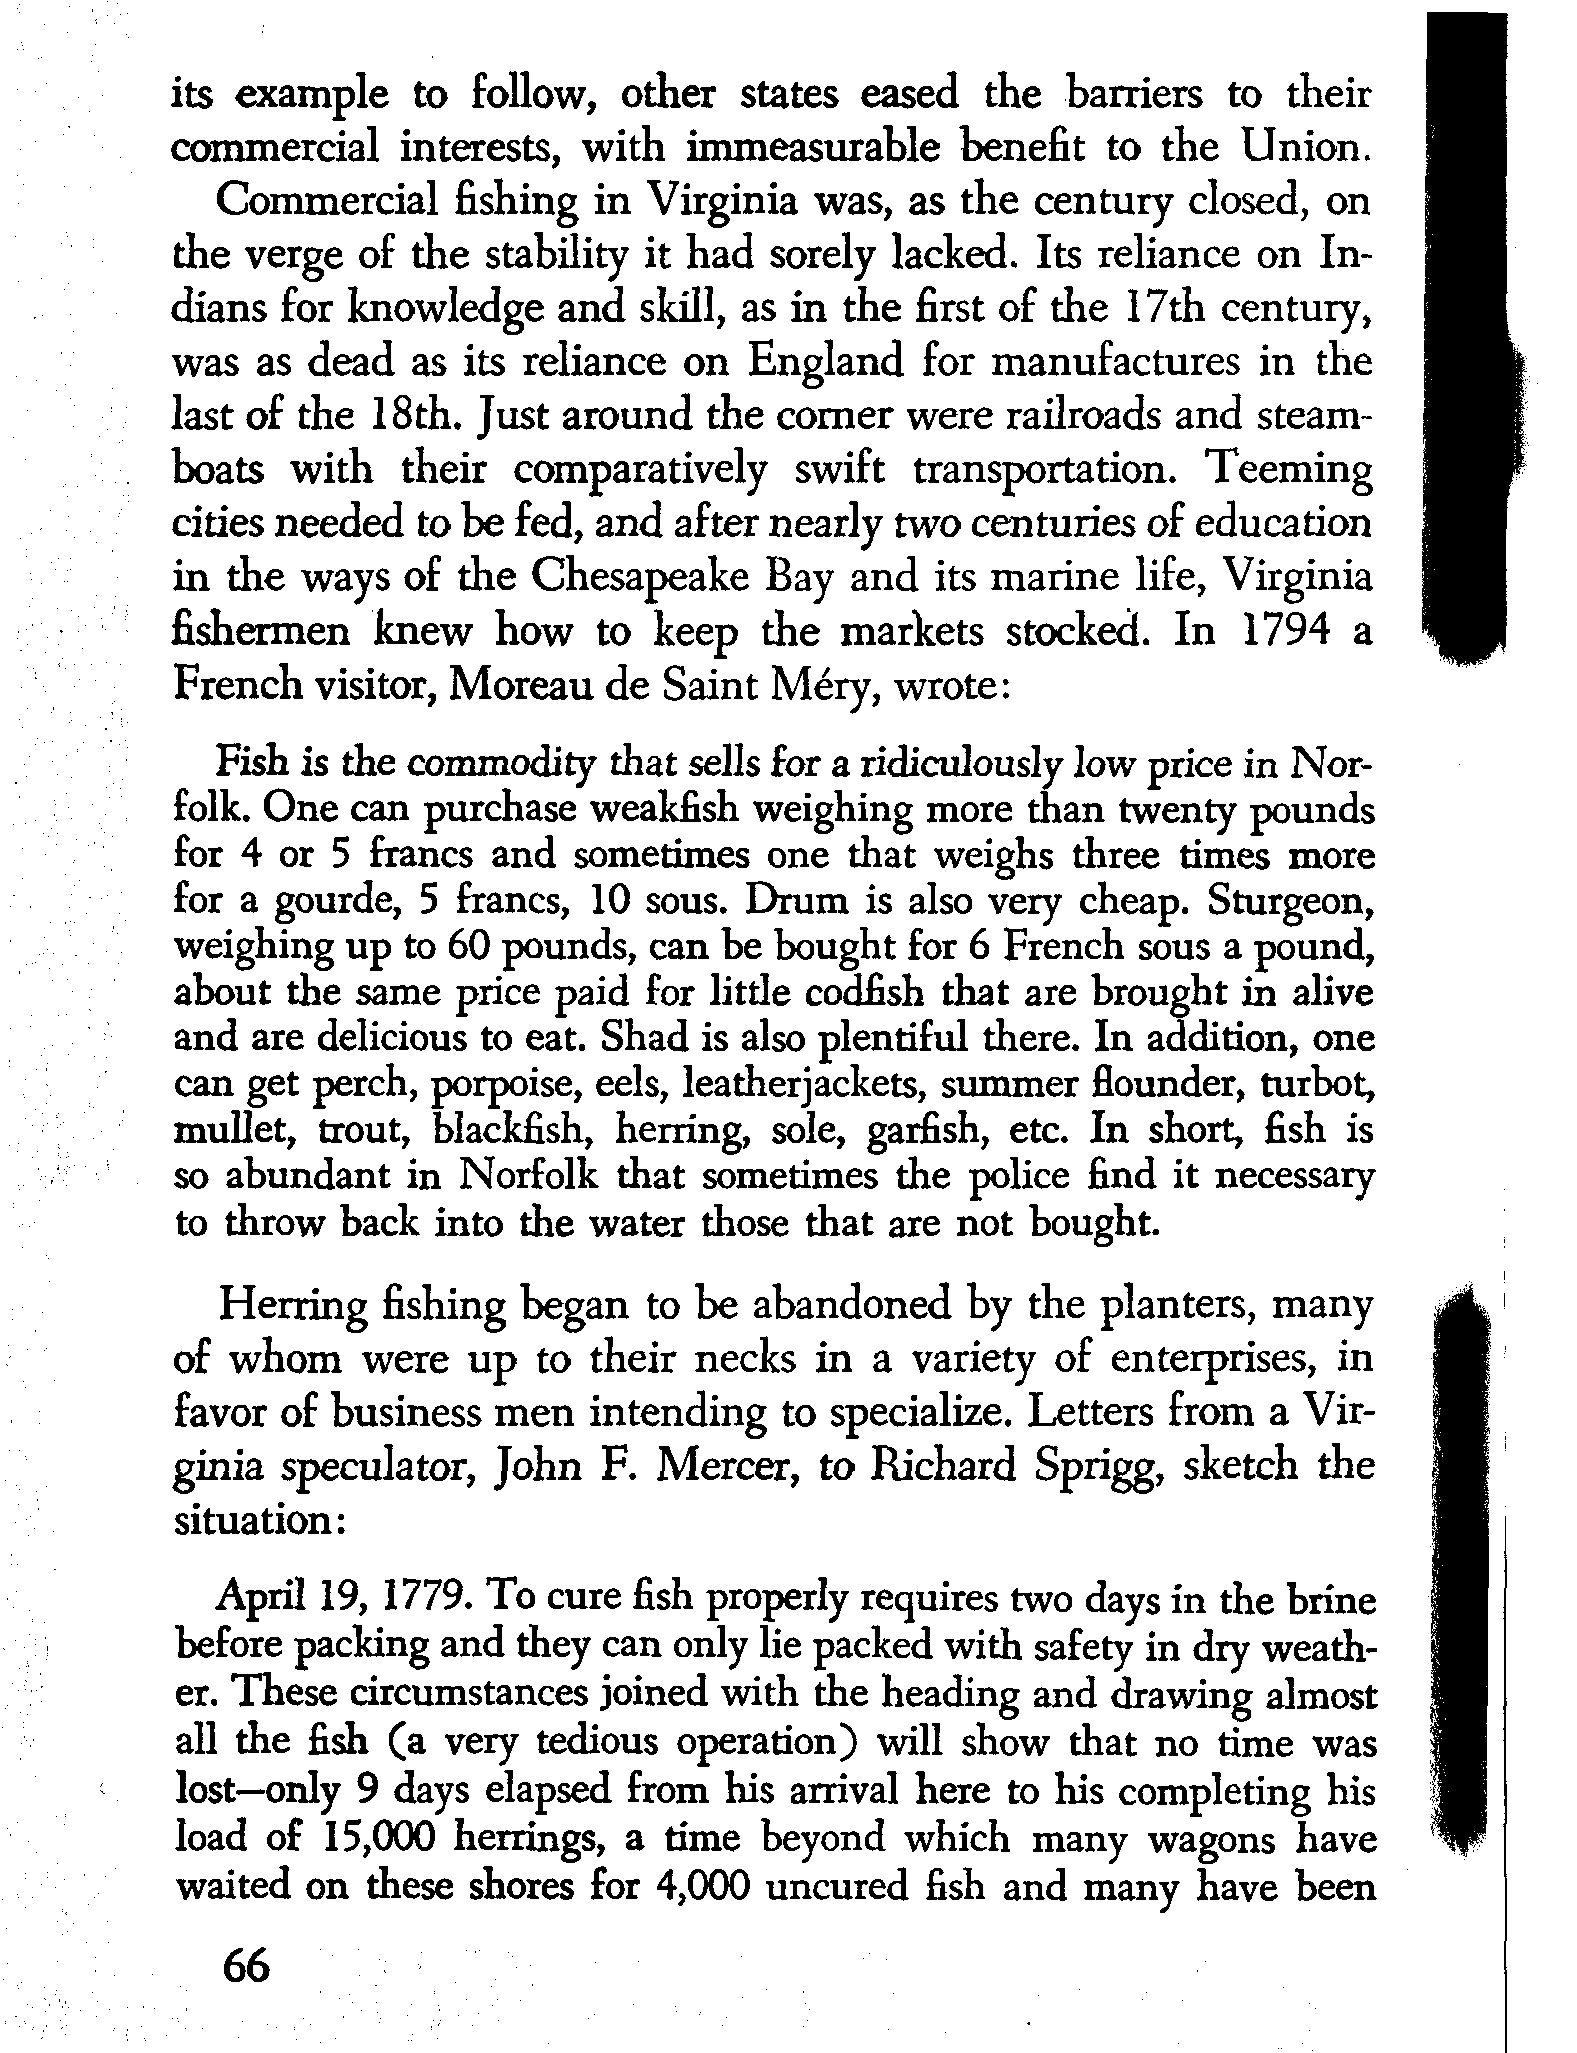 its example to follow, other states eased the barriers to their
commercial interests, with immeasurable benefit to the Union.
Commercial fishing in Virginia was, as the century closed, on
the verge of the stability it had sorely lacked. Its reliance on In-
dians for knowledge and skill, as in the first of the 17th century,
was as dead as its reliance on England for manufactures in the
last of the 18th. Just around the corner were railroads and steam-
boats with their comparatively swift transportation. Teeming
cities needed to be fed, and after nearly two centuries of education
in the ways of the Chesapeake Bay and its marine life, Virginia
fishermen knew how to keep the markets stocked. In 1794 a
French visitor, Moreau de Saint Méry, wrote:
Fish is the commodity that sells for a ridiculously low price in Nor-
folk. One can purchase weakfish weighing more than twenty pounds
for 4 or 5 francs and sometimes one that weighs three times more
for a gourde, 5 francs, 10 sous. Drum is also very cheap. Sturgeon,
weighing up to 60 pounds, can be bought for 6 French sous a pound,
about the same price paid for little codfish that are brought in alive
and are delicious to eat. Shad is also plentiful there. In addition, one
can get perch, porpoise, eels, leatherjackets, summer flounder, turbot,
mullet, trout, blackfish, herring, sole, garfish, etc. In short, fish is
so abundant in Norfolk that sometimes the police find it necessary
to throw back into the water those that are not bought.
Herring fishing began to be abandoned by the planters, many
of whom were up to their necks in a variety of enterprises, in
favor of business men intending to specialize. Letters from a Vir-
ginia speculator, John F. Mercer, to Richard Sprigg, sketch the
situation:
April 19, 1779. To cure fish properly requires two days in the brine
before packing and they can only lie packed with safety in dry weath-
er. These circumstances joined with the heading and drawing almost
all the fish (a very tedious operation) will show that no time was
lost—only 9 days elapsed from his arrival here to his completing his
load of 15,000 herrings, a time beyond which many wagons have
waited on these shores for 4,000 uncured fish and many have been
66